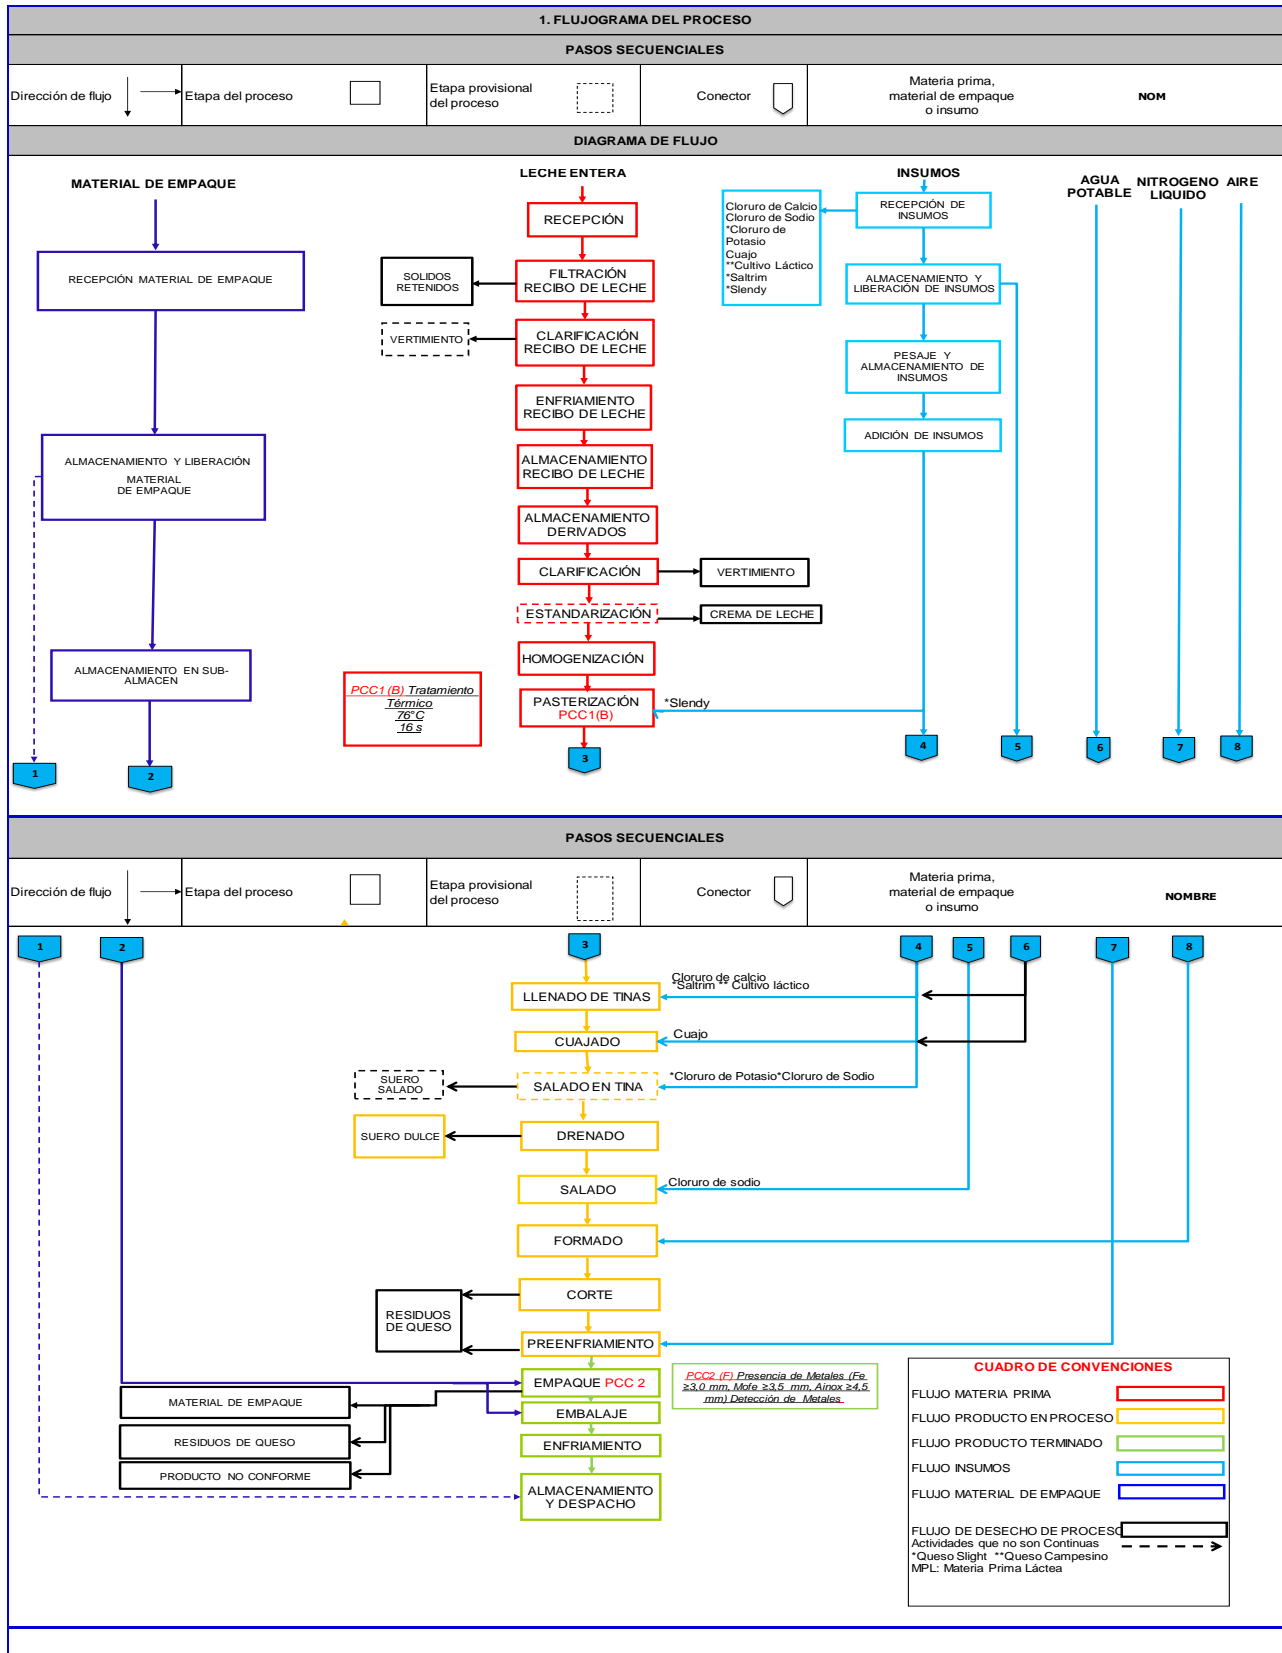 1. FLUJOGRAMA DEL PROCESO
PASOS SECUENCIALES
Dirección de flujo
Etapa del proceso
Etapa provisional
del proceso
Conector
Materia prima,
material de empaque
o insumo
NOM
DIAGRAMA DE FLUJO
MATERIAL DE EMPAQUE
RECEPCIÓN MATERIAL DE EMPAQUE
ALMACENAMIENTO Y LIBERACIÓN
MATERIAL
DE EMPAQUE
ALMACENAMIENTO EN SUB-
ALMACEN
1
2
LECHE ENTERA
RECEPCIÓN
FILTRACIÓN
RECIBO DE LECHE
SOLIDOS
RETENIDOS
CLARIFICACIÓN
RECIBO DE LECHE
VERTIMIENTO
ENFRIAMIENTO
RECIBO DE LECHE
ALMACENAMIENTO
RECIBO DE LECHE
ALMACENAMIENTO
DERIVADOS
CLARIFICACIÓN
VERTIMIENTO
ESTANDARIZACIÓN
CREMA DE LECHE
HOMOGENIZACIÓN
PCC1 (B) Tratamiento
Térmico
76°C
16 s
PASTERIZACIÓN
PCC1(B)
*Slendy
3
INSUMOS
RECEPCIÓN DE
INSUMOS
Cloruro de Calcio
Cloruro de Sodio
*Cloruro de
Potasio
Cuajo
**Cultivo Láctico
*Saltrim
*Slendy
ALMACENAMIENTO Y
LIBERACIÓN DE INSUMOS
PESAJE Y
ALMACENAMIENTO DE
INSUMOS
ADICIÓN DE INSUMOS
4
5
AGUA
POTABLE
6
NITROGENO
LIQUIDO
7
AIRE
8
PASOS SECUENCIALES
Dirección de flujo
Etapa del proceso
Etapa provisional
del proceso
Conector
Materia prima,
material de empaque
o insumo
NOMBRE
1
2
3
4
5
6
7
8
LLENADO DE TINAS
Cloruro de calcio
*Saltrim ** Cultivo láctico
CUAJADO
Cuajo
SUERO
SALADO
SALADO EN TINA
*Cloruro de Potasio*Cloruro de Sodio
SUERO DULCE
DRENADO
SALADO
Cloruro de sodio
FORMADO
CORTE
RESIDUOS
DE QUESO
PREENFRIAMIENTO
EMPAQUE PCC 2
PCC2 (F) Presencia de Metales (Fe
≥3,0 mm, Mofe ≥3,5 mm, Ainox ≥4,5
mm) Detección de Metales
MATERIAL DE EMPAQUE
EMBALAJE
RESIDUOS DE QUESO
ENFRIAMIENTO
PRODUCTO NO CONFORME
ALMACENAMIENTO
Y DESPACHO
CUADRO DE CONVENCIONES
FLUJO MATERIA PRIMA
FLUJO PRODUCTO EN PROCESO
FLUJO PRODUCTO TERMINADO
FLUJO INSUMOS
FLUJO MATERIAL DE EMPAQUE
FLUJO DE DESECHO DE PROCESO
Actividades que no son Continuas
*Queso Slight **Queso Campesino
MPL: Materia Prima Láctea